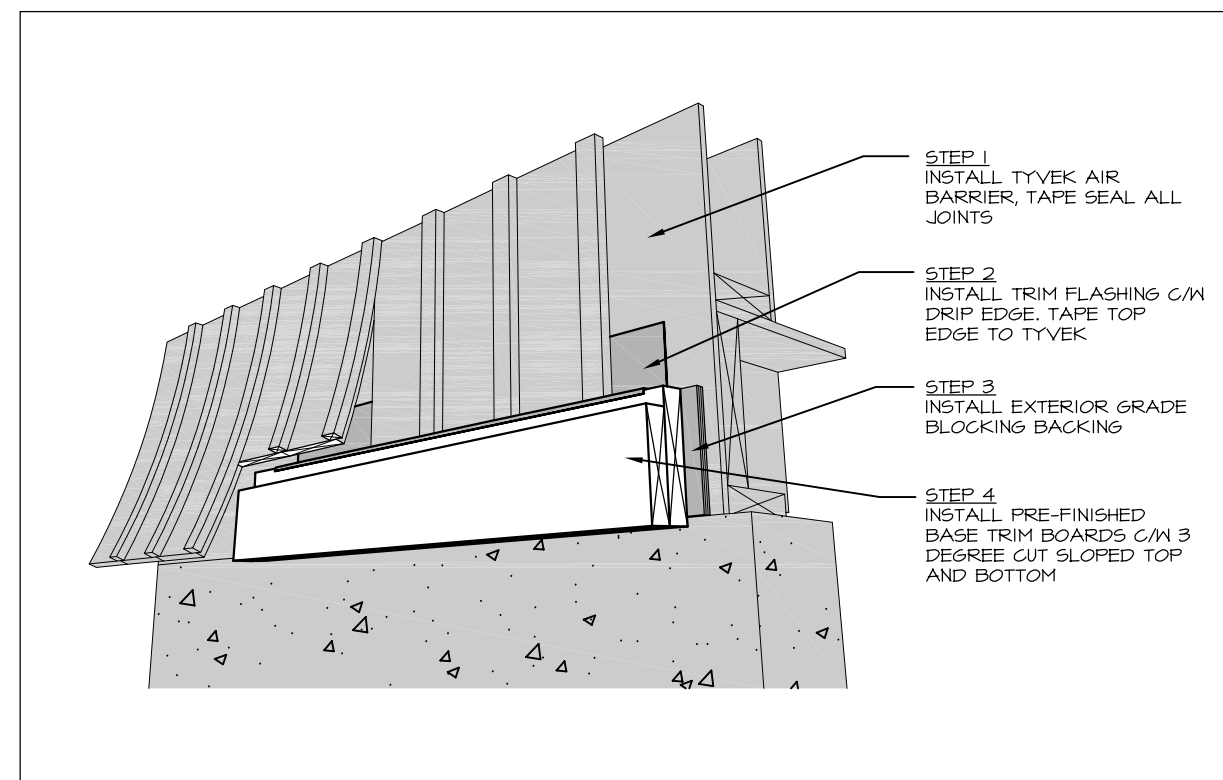 STEP 1
INSTALL TYVEK AIR
BARRIER, TAPE SEAL ALL
JOINTS
STEP 2
INSTALL TRIM FLASHING C/W
DRIP EDGE. TAPE TOP
EDGE TO TYVEK
STEP 3
INSTALL EXTERIOR GRADE
BLOCKING BACKING
STEP 4
INSTALL PRE-FINISHED
BASE TRIM BOARDS C/W 3
DEGREE CUT SLOPED TOP
AND BOTTOM